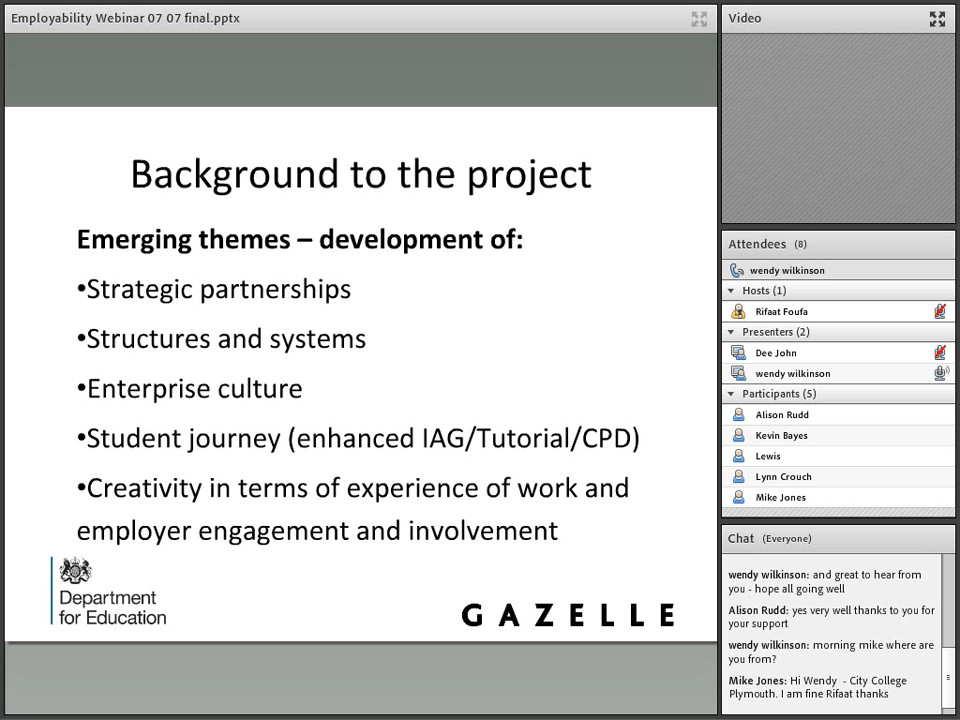 Employability Webinar 07 07 final.pptx
Background to the project
Emerging themes – development of:
•Strategic partnerships
•Structures and systems
•Enterprise culture
•Student journey (enhanced IAG/Tutorial/CPD)
•Creativity in terms of experience of work and
employer engagement and involvement
Department
for Education
GAZELLE
Video
Attendees (8)
wendy wilkinson
Hosts (1)
Rifaat Foufa
Presenters (2)
Dee John
wendy wilkinson
Participants (5)
Alison Rudd
Kevin Bayes
Lewis
Lynn Crouch
Mike Jones
Chat (Everyone)
wendy wilkinson: and great to hear from
you - hope all going well
Alison Rudd: yes very well thanks to you for
your support
wendy wilkinson: morning mike where are
you from?
Mike Jones: Hi Wendy - City College
Plymouth. I am fine Rifaat thanks